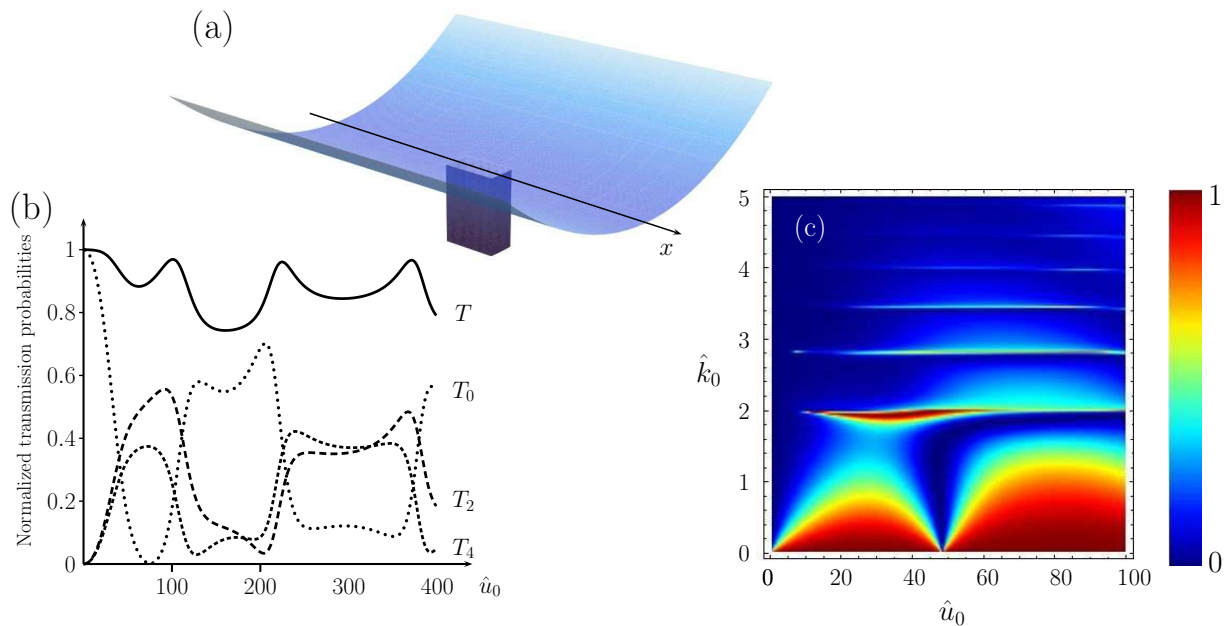 (a)
x
(b)
Normalized transmission probabilities
1
0.8
0.6
0.4
0.2
0
100
200
300
400
û₀
T
T₀
T₂
T₄
(c)
k̂₀
5
4
3
2
1
0
0
20
40
60
80
100
û₀
1
0